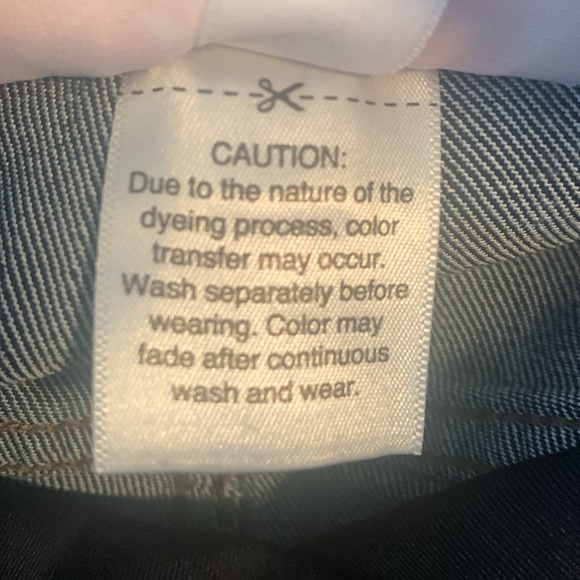 CAUTION:
Due to the nature of the
dyeing process, color
transfer may occur.
Wash separately before
wearing. Color may
fade after continuous
wash and wear.